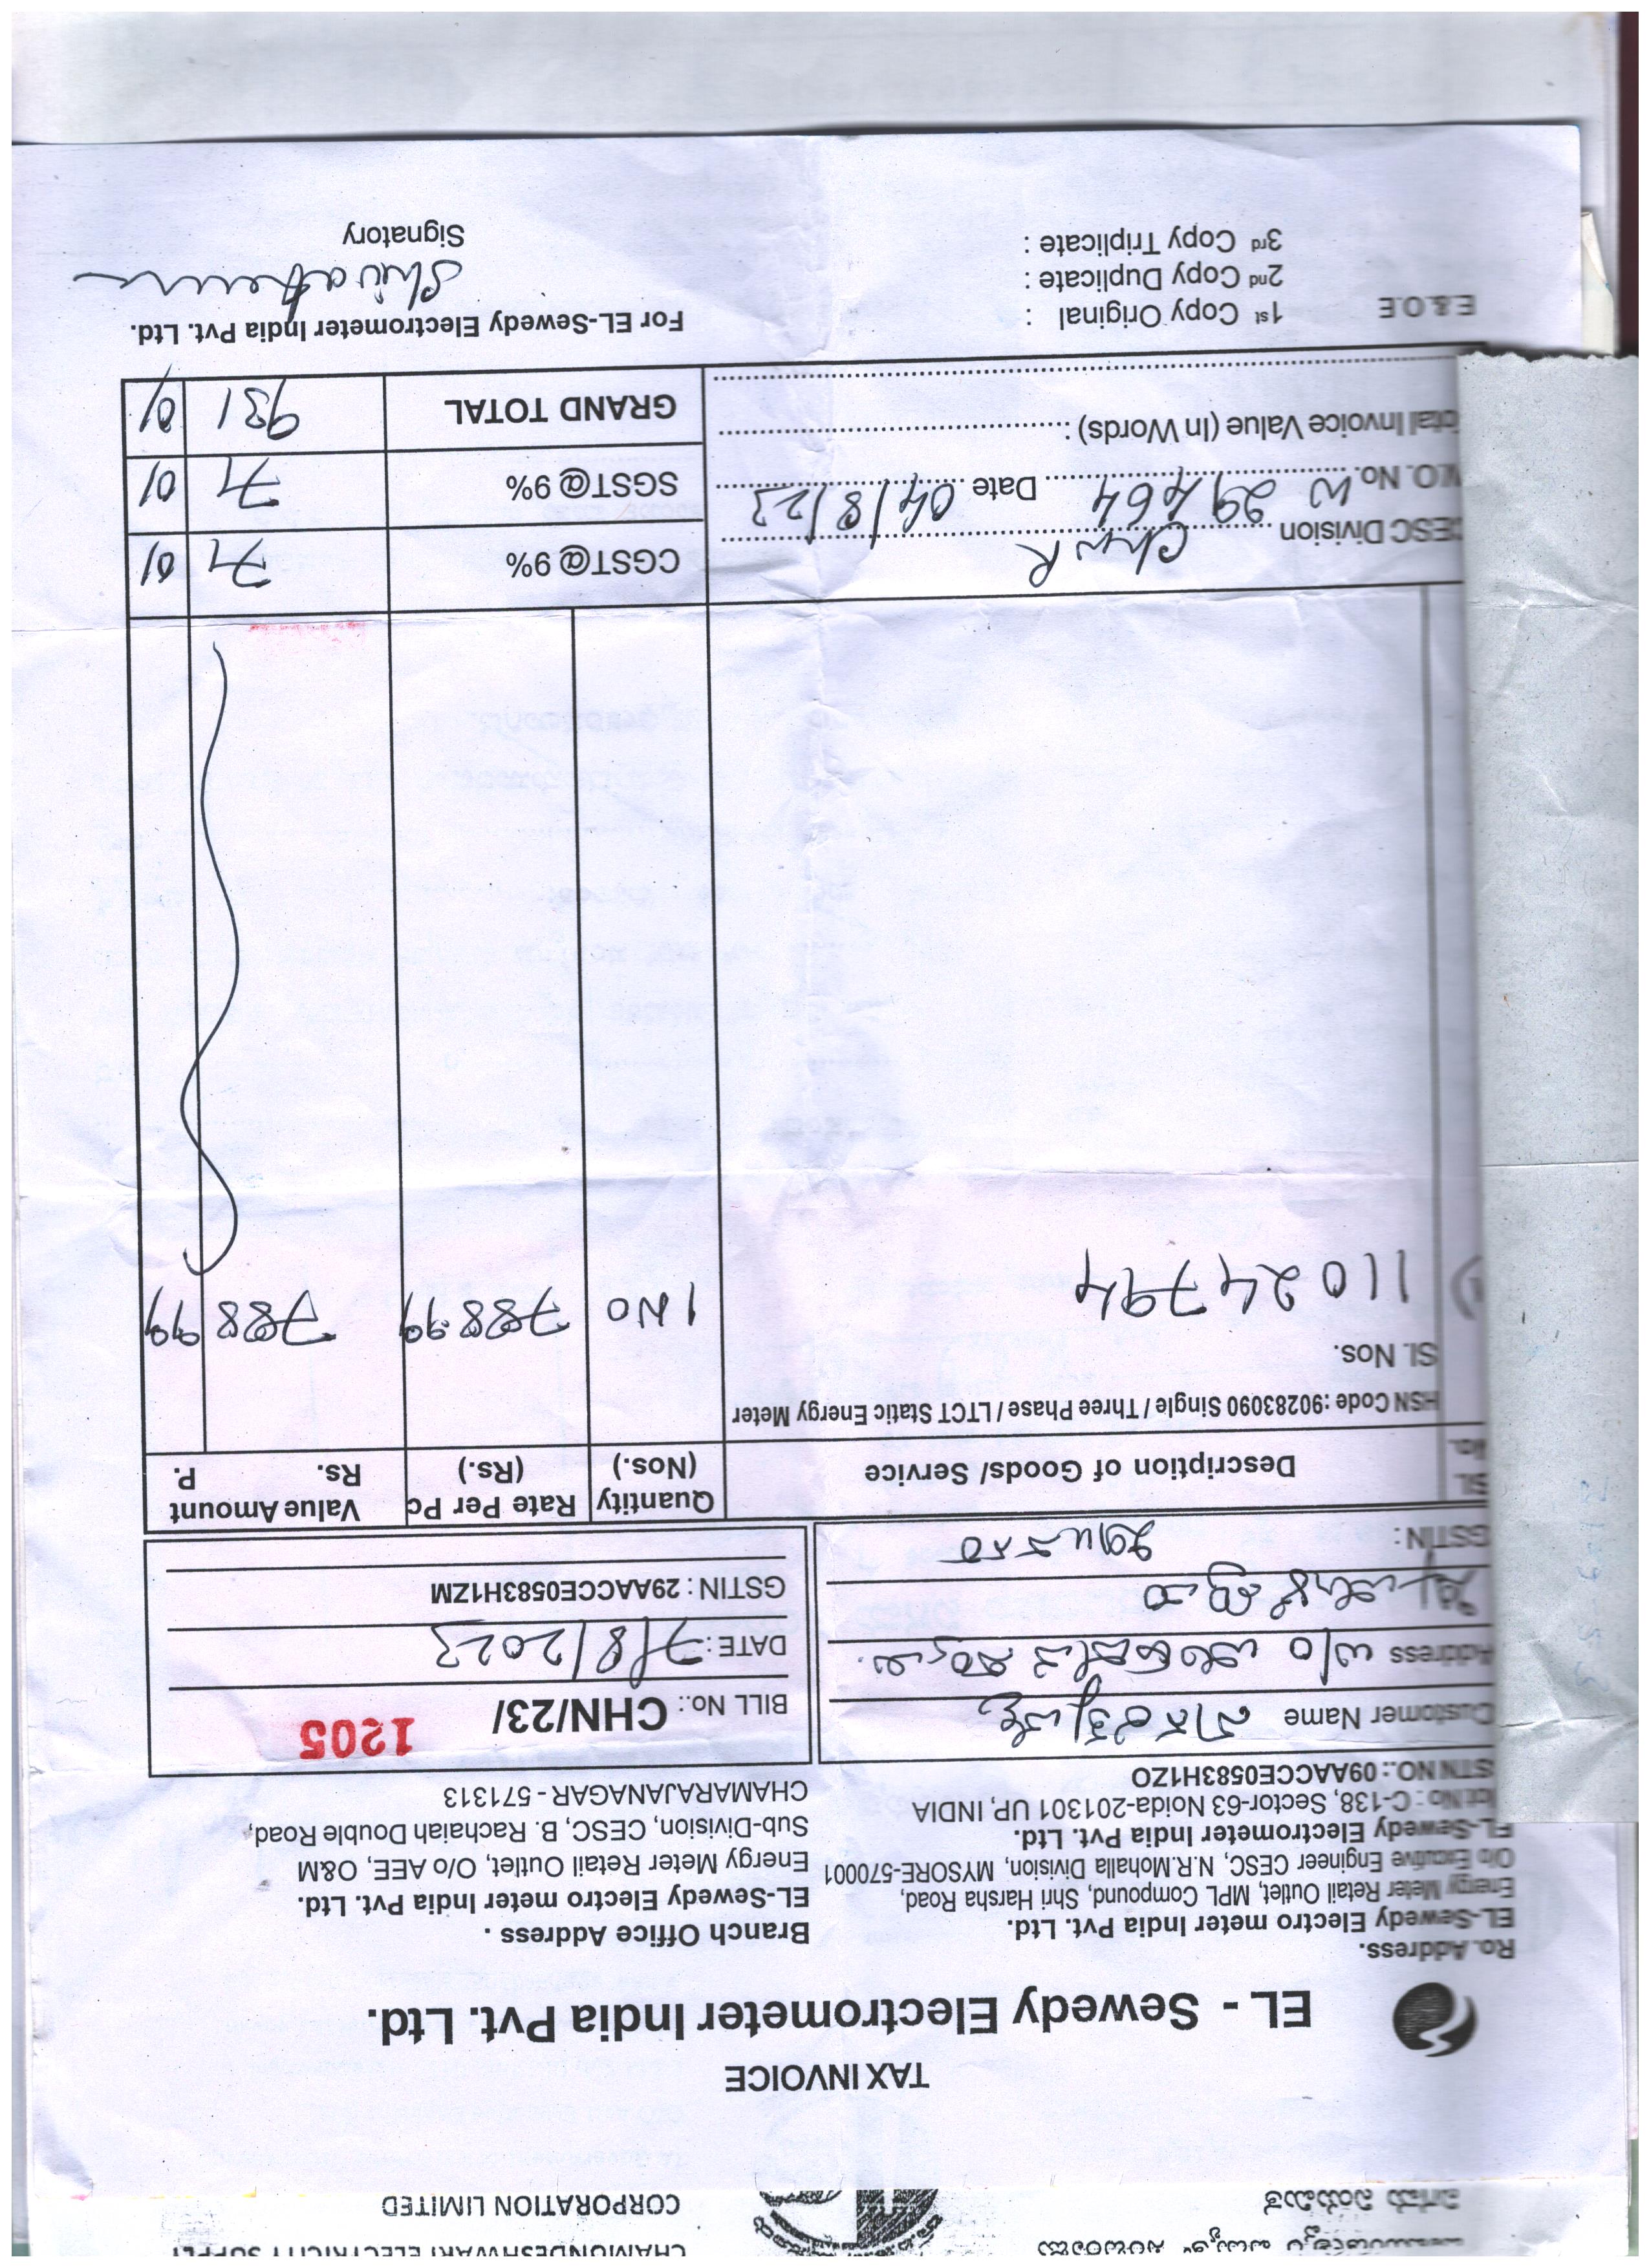 CHAMUNDESHWARI ELECTRICITY SUPPLY
CORPORATION LIMITED
TAX INVOICE
EL - Sewedy Electrometer India Pvt. Ltd.
Ro. Address.
EL-Sewedy Electro meter India Pvt. Ltd.
Energy Meter Retail Outlet, MPL Compound, Shri Harsha Road,
O/o Executive Engineer CESC, N.R.Mohalla Division, MYSORE-570001
EL-Sewedy Electrometer India Pvt. Ltd.
No : C-138, Sector-63 Noida-201301 UP, INDIA
GSTN NO.: 09AACCE0583H1ZO
Branch Office Address .
EL-Sewedy Electro meter India Pvt. Ltd.
Energy Meter Retail Outlet, O/o AEE, O&M
Sub-Division, CESC, B. Rachaiah Double Road,
CHAMARAJANAGAR - 571313
Customer Name
Address w/o
GSTIN :
BILL No.: CHN/23/ 1205
DATE : 7/8/2023
GSTIN : 29AACCE0583H1ZM
SL No. Description of Goods/ Service Quantity (Nos.) Rate Per Pc (Rs.) Value Amount Rs. P.
HSN Code :90283090 Single / Three Phase / LTCT Static Energy Meter
Sl. Nos.
1) 11024794 1 No 788.99 788 99
CESC Division Chn R
W.O. No. W 29464 Date 04/8/23
Total Invoice Value (In Words) :
CGST@ 9% 71 01
SGST@ 9% 71 01
GRAND TOTAL 931 01
E.& O.E
1st Copy Original :
2nd Copy Duplicate :
3rd Copy Triplicate :
For EL-Sewedy Electrometer India Pvt. Ltd.
Signatory